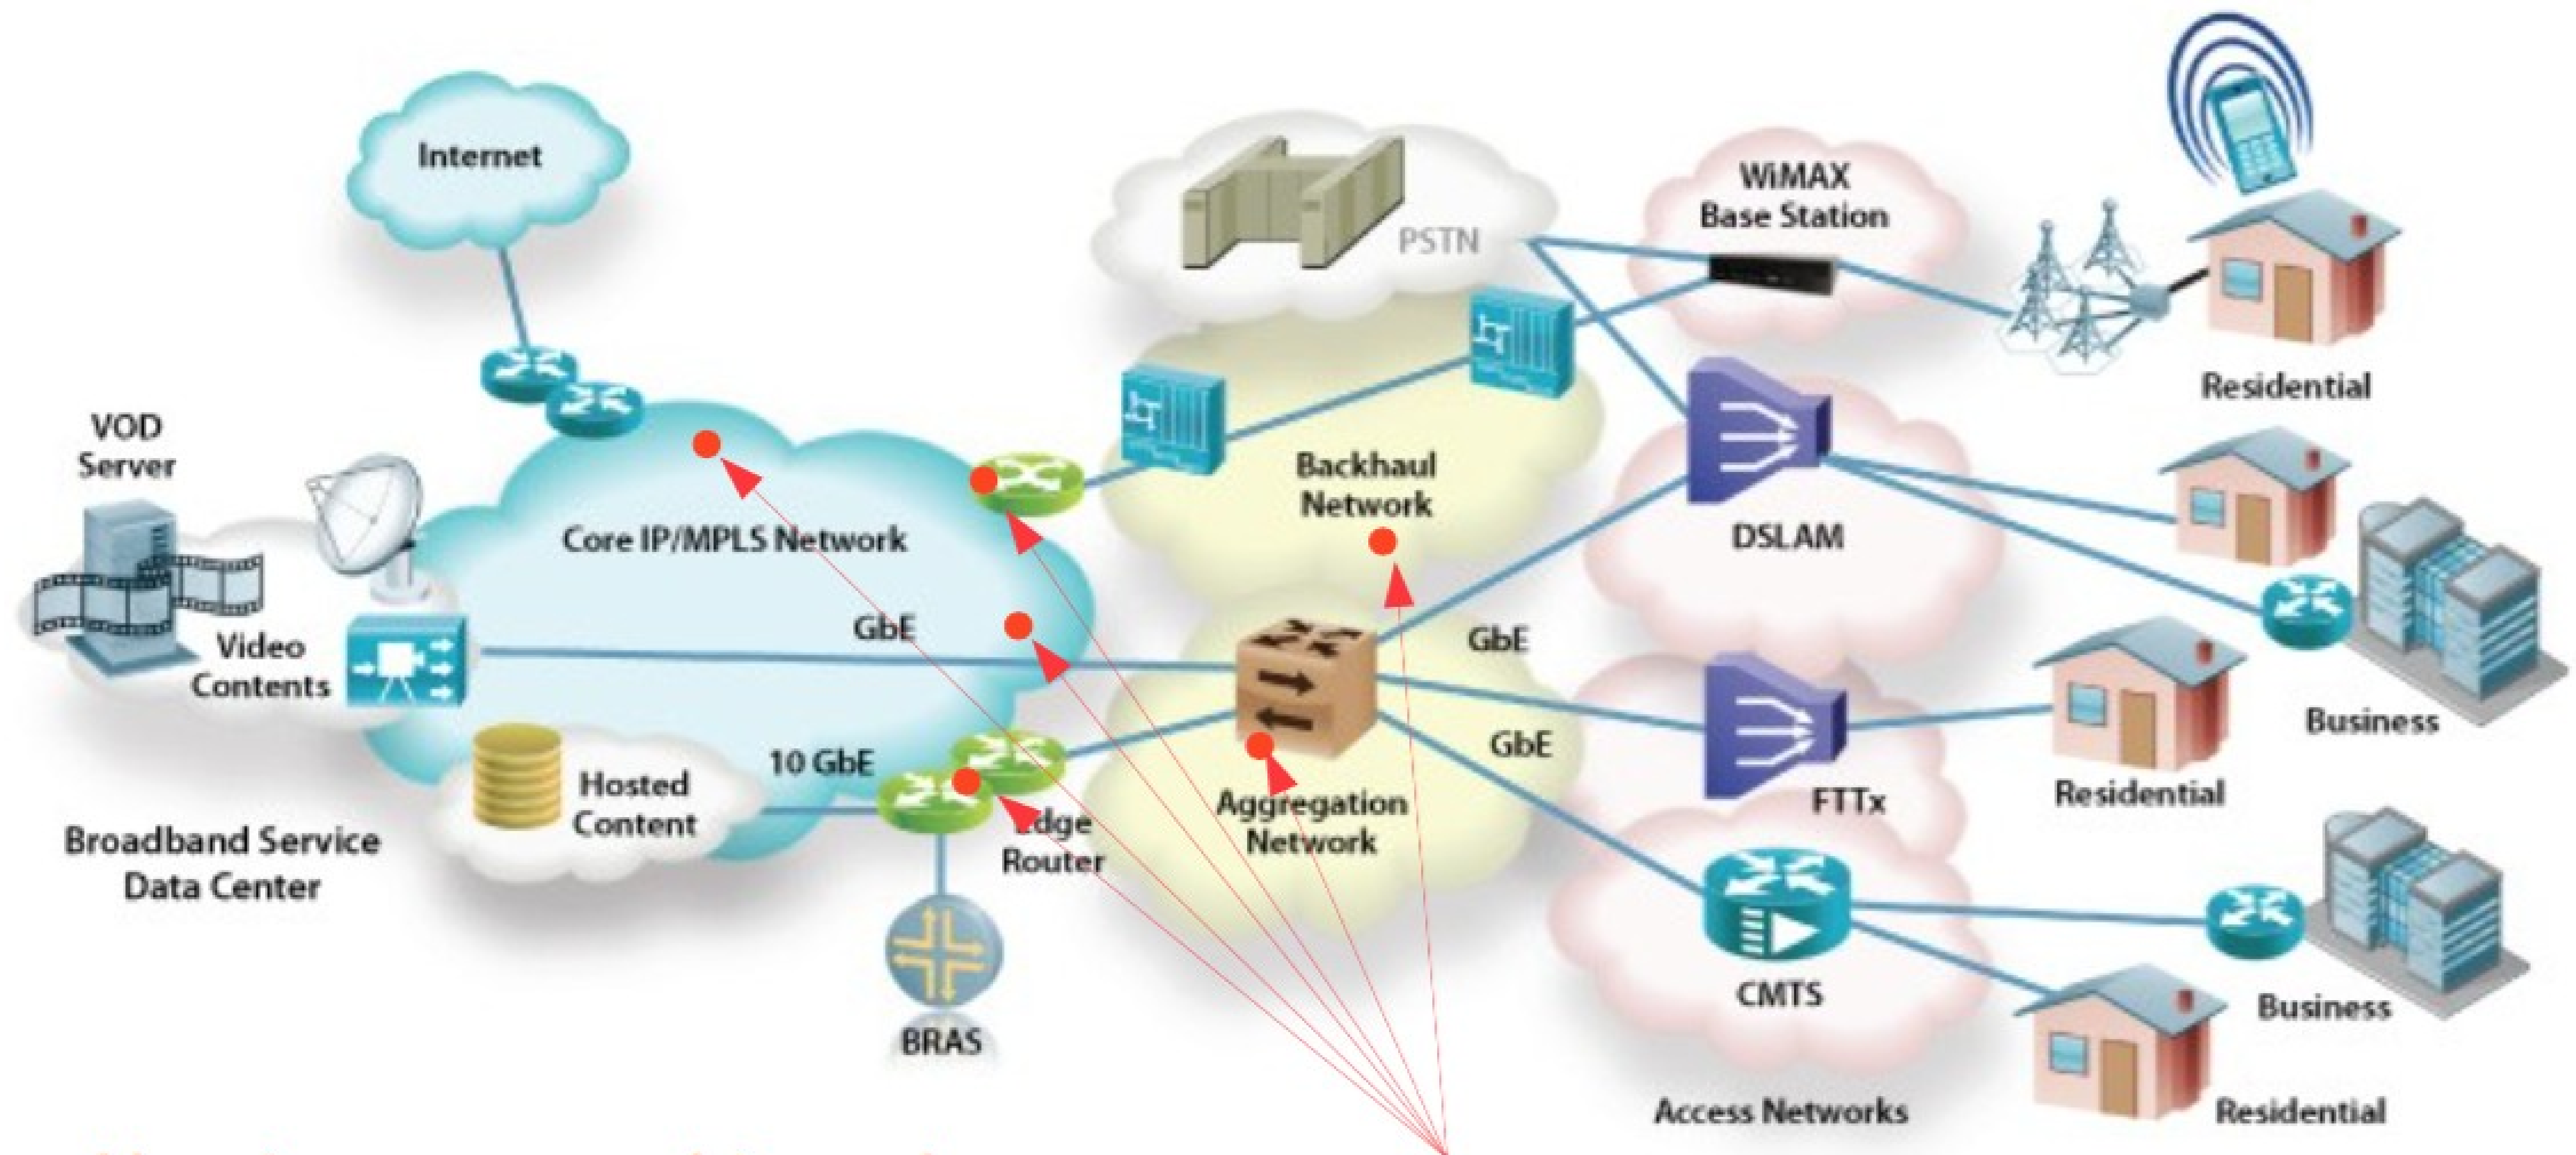 Internet
VOD
Server
Video
Contents
Core IP/MPLS Network
GbE
10 GbE
Hosted
Content
Broadband Service
Data Center
Edge
Router
BRAS
PSTN
Backhaul
Network
Aggregation
Network
GbE
GbE
WiMAX
Base Station
DSLAM
FTTx
CMTS
Access Networks
Residential
Business
Residential
Business
Residential